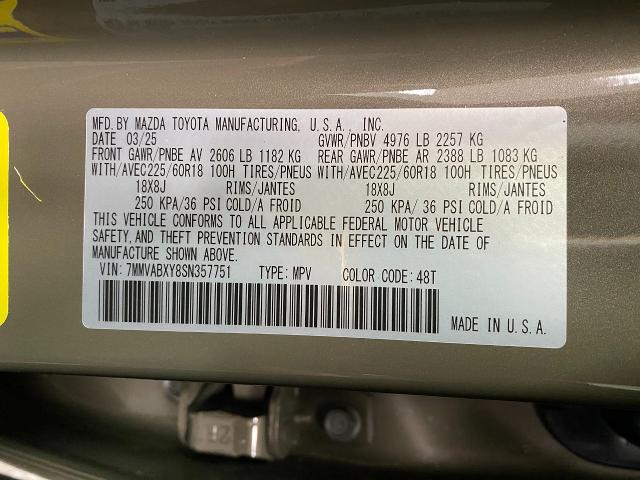 MFD. BY MAZDA TOYOTA MANUFACTURING, U.S.A., INC.
DATE 03/25 GVWR/PNBV 4976 LB 2257 KG
FRONT GAWR/PNBE AV 2606 LB 1182 KG REAR GAWR/PNBE AR 2388 LB 1083 KG
WITH/AVEC225/60R18 100H TIRES/PNEUS WITH/AVEC225/60R18 100H TIRES/PNEUS
18X8J RIMS/JANTES 18X8J RIMS/JANTES
250 KPA/36 PSI COLD/A FROID 250 KPA/ 36 PSI COLD/A FROID
THIS VEHICLE CONFORMS TO ALL APPLICABLE FEDERAL MOTOR VEHICLE
SAFETY, AND THEFT PREVENTION STANDARDS IN EFFECT ON THE DATE OF
MANUFACTURE SHOWN ABOVE.
VIN: 7MMVABXY8SN357751 TYPE: MPV COLOR CODE: 48T
MADE IN U.S.A.